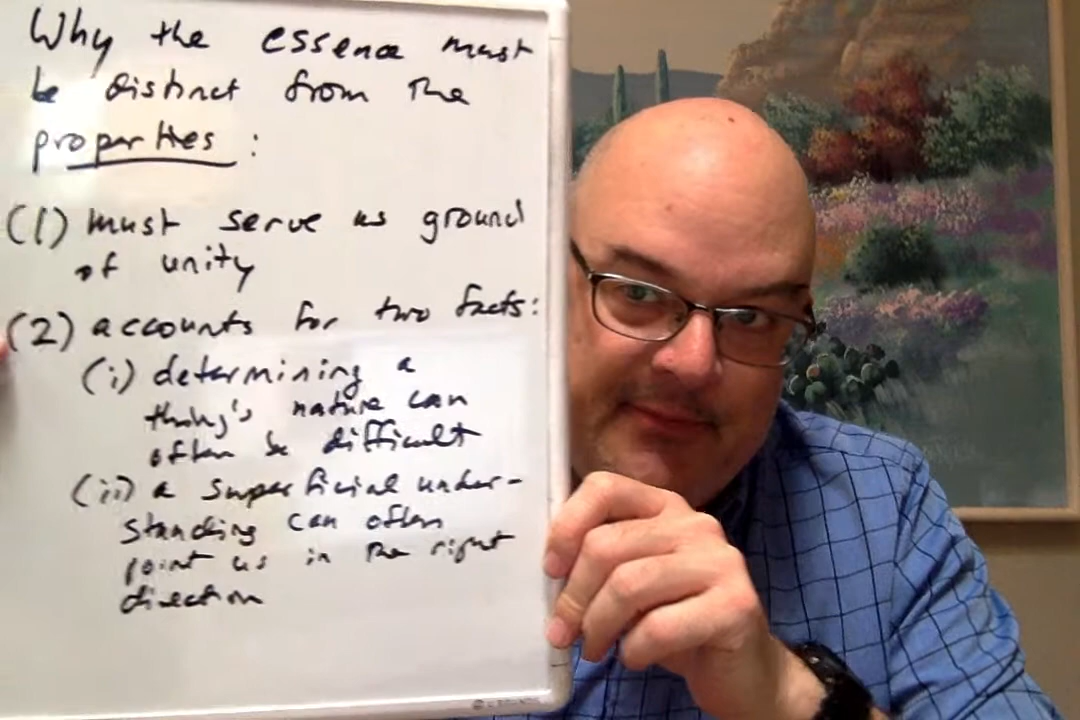 Why the essence must
be distinct from the
properties :
(1) must serve as ground
of unity
(2) accounts for two facts:
(i) determining a
thing's nature can
often be difficult
(ii) a superficial under-
standing can often
point us in the right
direction